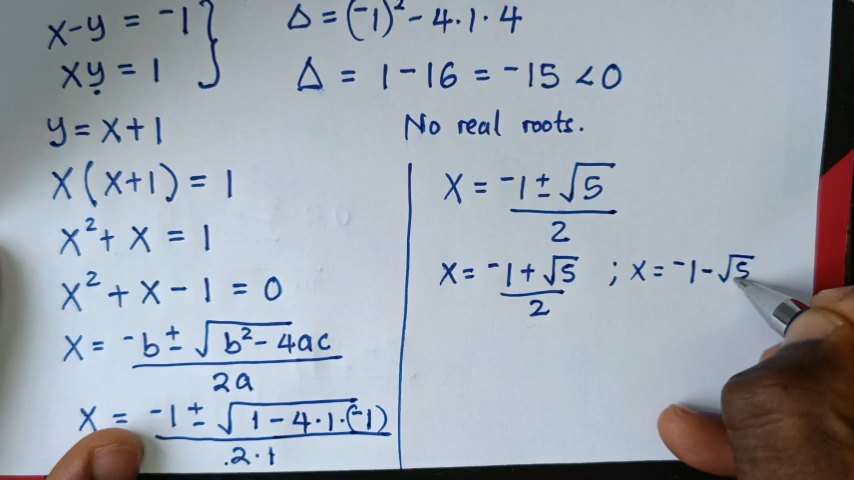 x-y = -1 }
xy = 1
y = x+1
x(x+1) = 1
x² + x = 1
x² + x - 1 = 0
x = (-b ± √(b² - 4ac)) / 2a
x = (-1 ± √(1 - 4·1·(-1))) / 2·1
Δ = (-1)² - 4·1·4
Δ = 1 - 16 = -15 < 0
No real roots.
x = (-1 ± √5) / 2
x = (-1 + √5) / 2 ; x = -1 - √5